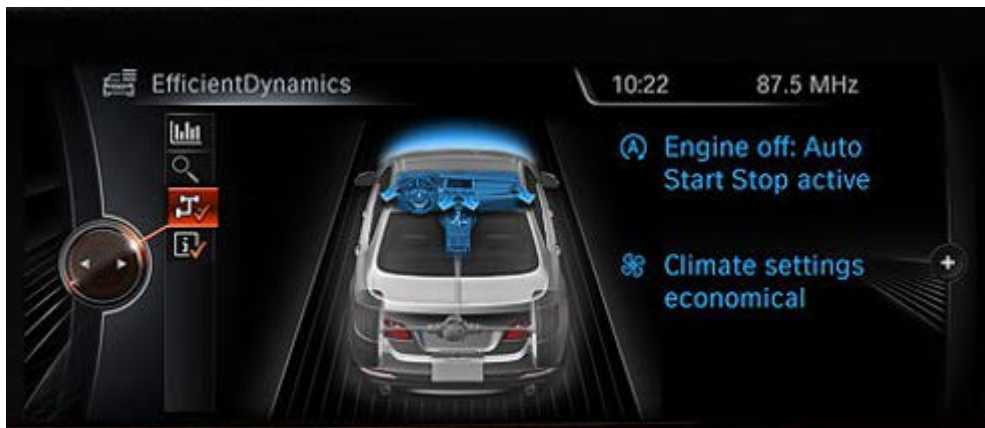 EfficientDynamics
10:22 87.5 MHz
Engine off: Auto
Start Stop active
Climate settings
economical